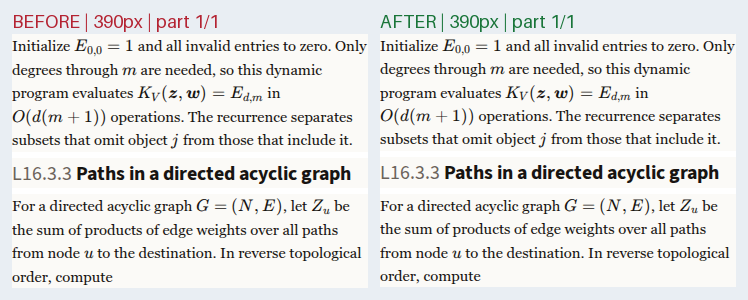 BEFORE | 390px | part 1/1
Initialize E₀,₀ = 1 and all invalid entries to zero. Only
degrees through m are needed, so this dynamic
program evaluates K_V(z, w) = E_{d,m} in
O(d(m + 1)) operations. The recurrence separates
subsets that omit object j from those that include it.
L16.3.3 Paths in a directed acyclic graph
For a directed acyclic graph G = (N, E), let Z_u be
the sum of products of edge weights over all paths
from node u to the destination. In reverse topological
order, compute
AFTER | 390px | part 1/1
Initialize E₀,₀ = 1 and all invalid entries to zero. Only
degrees through m are needed, so this dynamic
program evaluates K_V(z, w) = E_{d,m} in
O(d(m + 1)) operations. The recurrence separates
subsets that omit object j from those that include it.
L16.3.3 Paths in a directed acyclic graph
For a directed acyclic graph G = (N, E), let Z_u be
the sum of products of edge weights over all paths
from node u to the destination. In reverse topological
order, compute